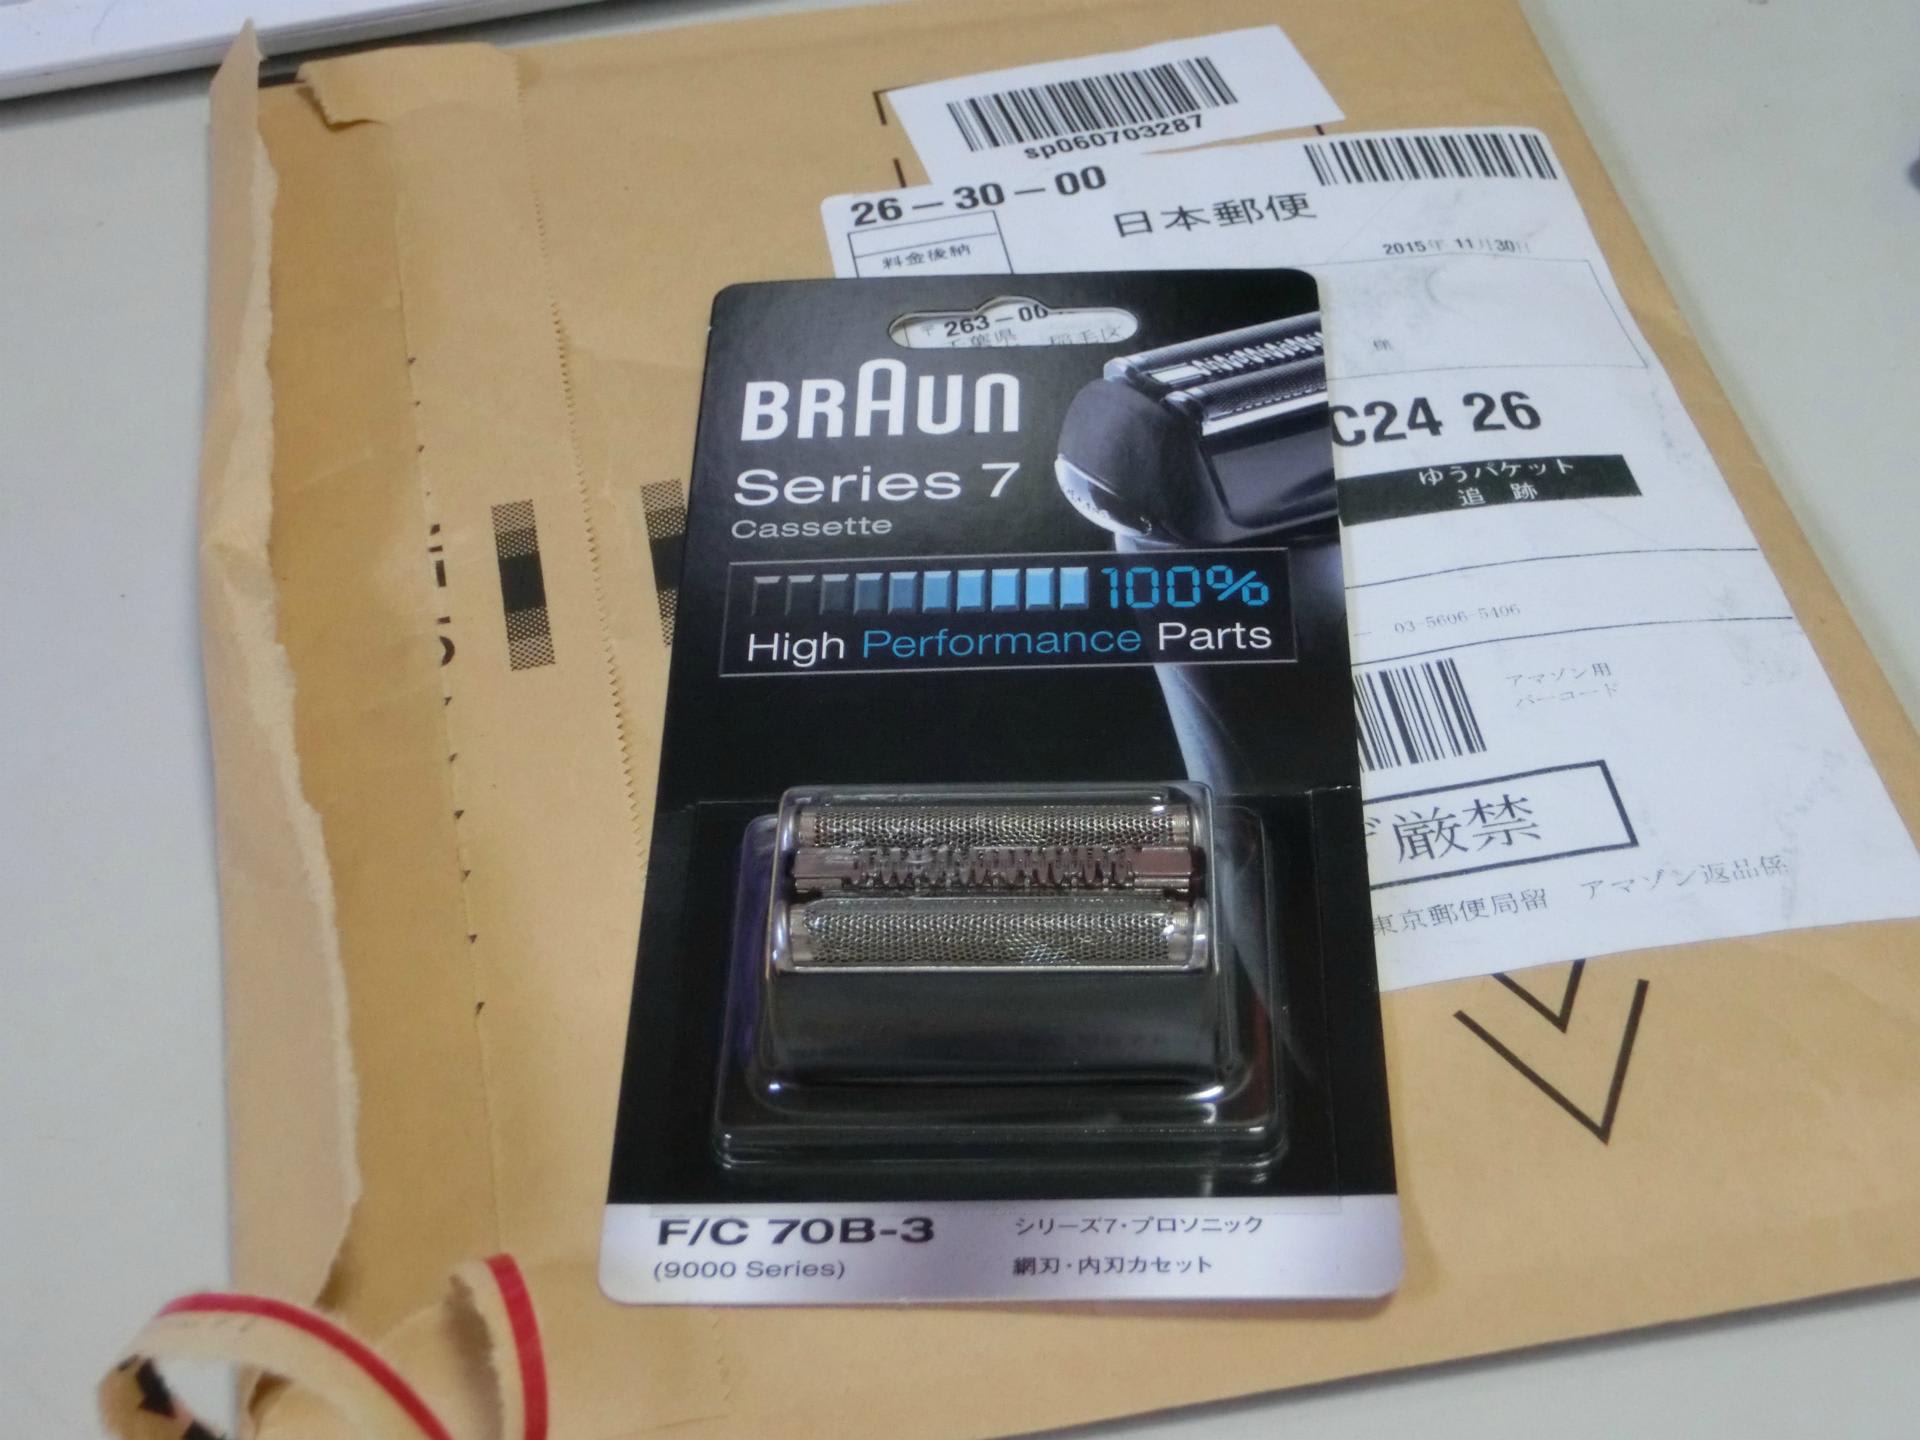 sp060703287
26-30-00
日本郵便
料金後納
2015年 11月30日
〒 263-00
千葉県 稲毛区
様
BRAUN
Series 7
Cassette
C24 26
ゆうパケット
追 跡
100%
High Performance Parts
03-5606-5406
アマゾン用
バーコード
厳禁
東京郵便局留 アマゾン返品係
F/C 70B-3
(9000 Series)
シリーズ7・プロソニック
網刃・内刃カセット